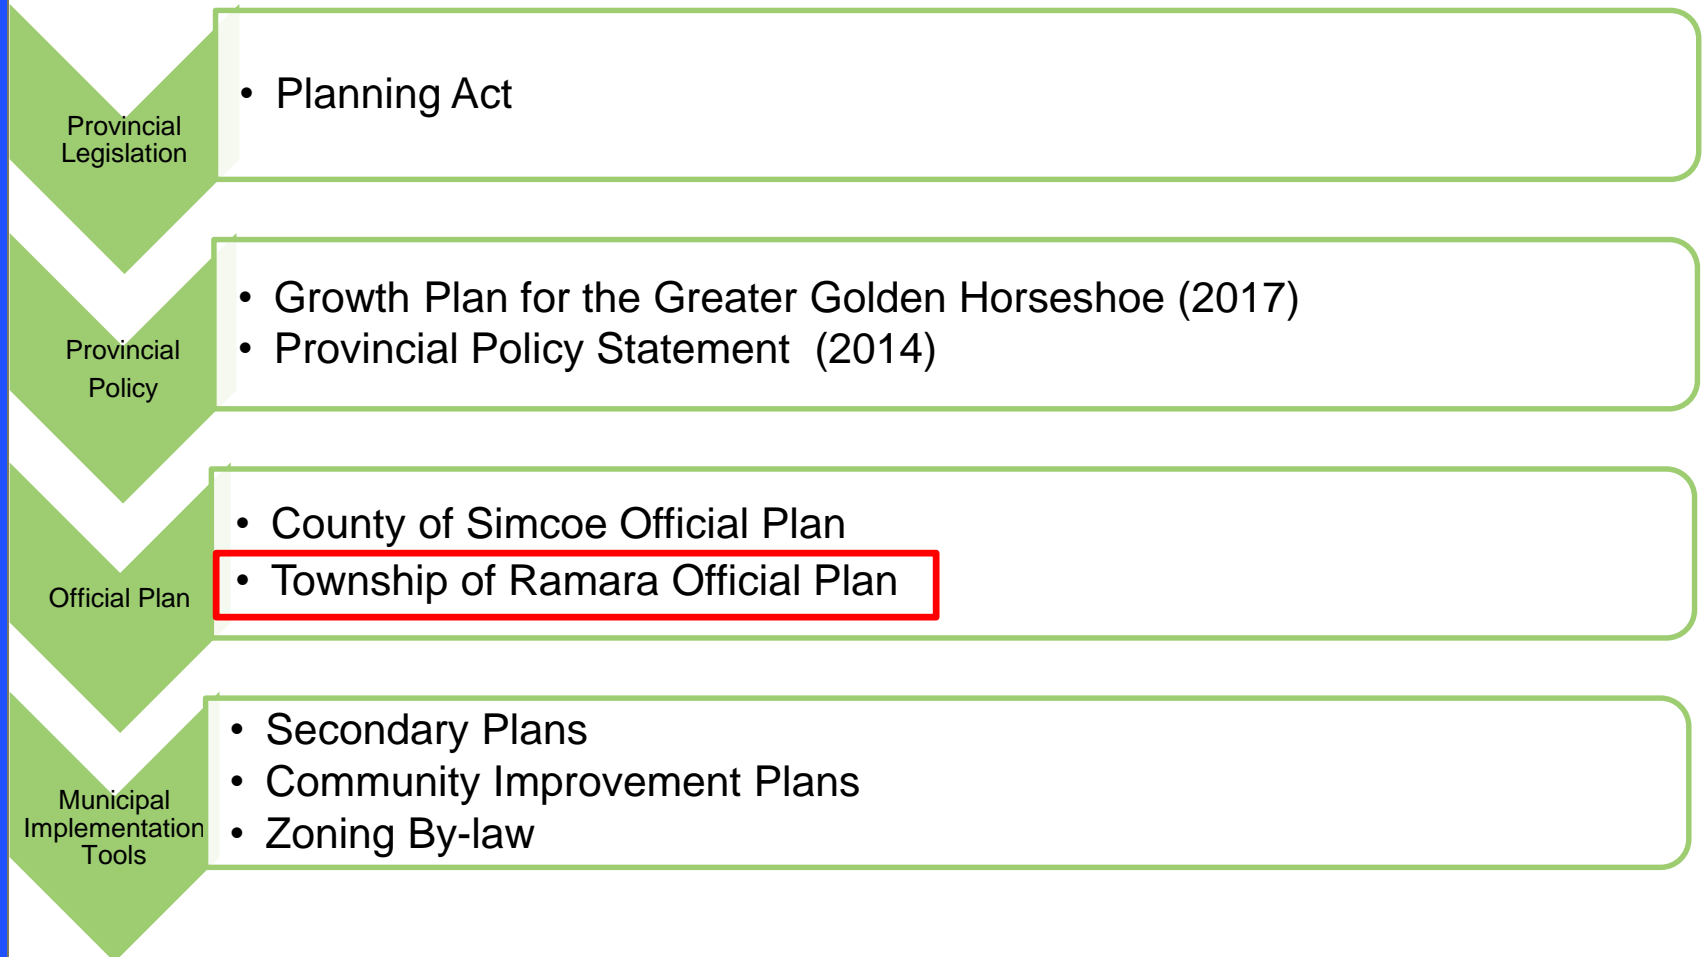 Provincial
Legislation
• Planning Act
Provincial
Policy
• Growth Plan for the Greater Golden Horseshoe (2017)
• Provincial Policy Statement (2014)
Official Plan
• County of Simcoe Official Plan
• Township of Ramara Official Plan
Municipal
Implementation
Tools
• Secondary Plans
• Community Improvement Plans
• Zoning By-law